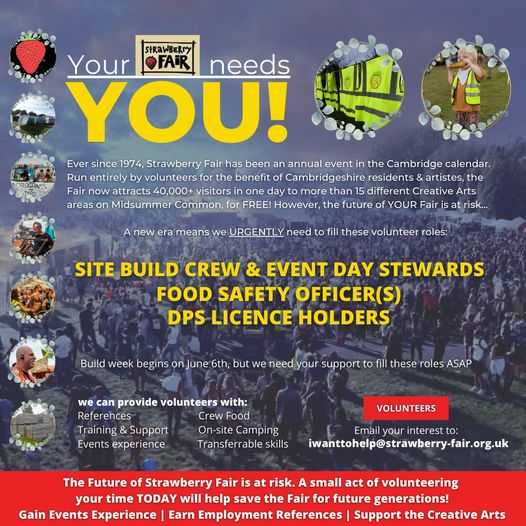 STRAWBERRY
FAIR
Your needs
YOU!
Ever since 1974, Strawberry Fair has been an annual event in the Cambridge calendar.
Run entirely by volunteers for the benefit of Cambridgeshire residents & artistes, the
Fair now attracts 40,000+ visitors in one day to more than 15 different Creative Arts
areas on Midsummer Common, for FREE! However, the future of YOUR Fair is at risk...
A new era means we URGENTLY need to fill these volunteer roles:
SITE BUILD CREW & EVENT DAY STEWARDS
FOOD SAFETY OFFICER(S)
DPS LICENCE HOLDERS
Build week begins on June 6th, but we need your support to fill these roles ASAP
we can provide volunteers with:
References Crew Food
Training & Support On-site Camping
Events experience Transferrable skills
VOLUNTEERS
Email your interest to:
iwanttohelp@strawberry-fair.org.uk
The Future of Strawberry Fair is at risk. A small act of volunteering
your time TODAY will help save the Fair for future generations!
Gain Events Experience | Earn Employment References | Support the Creative Arts